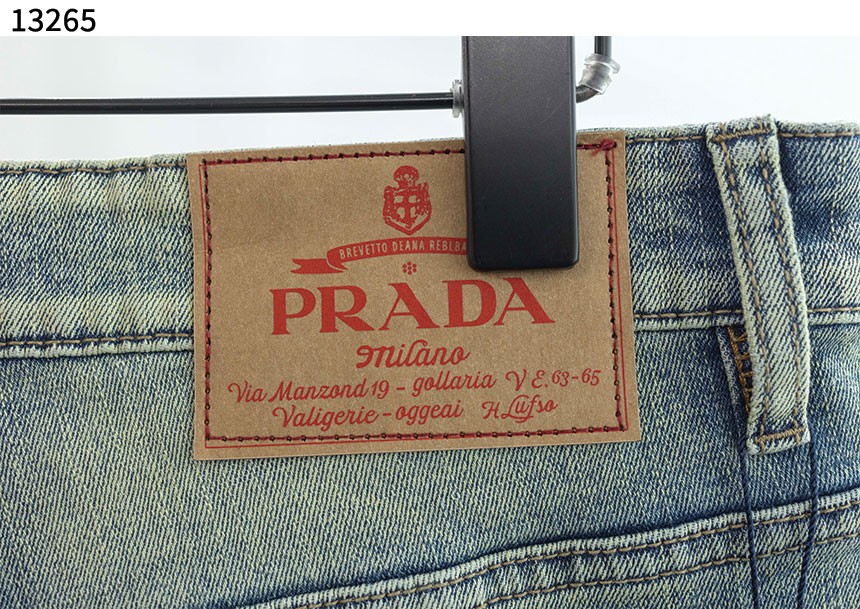 13265
BREVETTO DEANA REBLBA
PRADA
milano
Via Manzond 19 - gollaria V E. 63-65
Valigerie - oggeai H Lufso